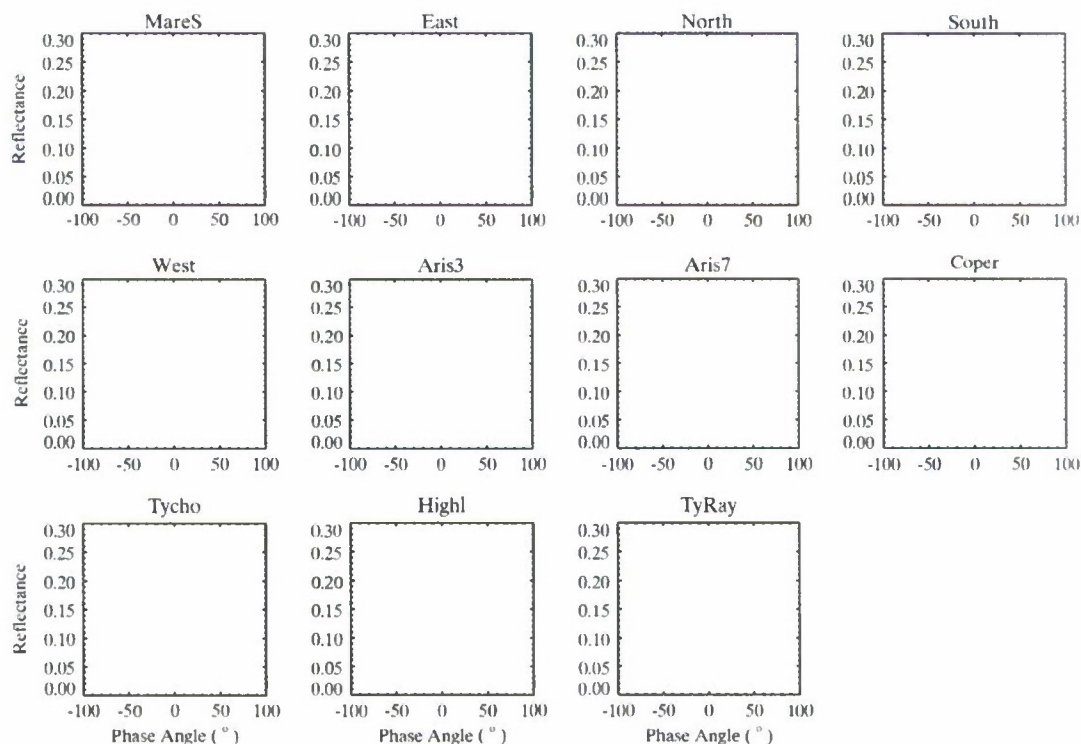 MareS East North South
Reflectance
0.30 0.30 0.30 0.30
0.25 0.25 0.25 0.25
0.20 0.20 0.20 0.20
0.15 0.15 0.15 0.15
0.10 0.10 0.10 0.10
0.05 0.05 0.05 0.05
0.00 0.00 0.00 0.00
-100 -50 0 50 100 -100 -50 0 50 100 -100 -50 0 50 100 -100 -50 0 50 100
West Aris3 Aris7 Coper
Reflectance
0.30 0.30 0.30 0.30
0.25 0.25 0.25 0.25
0.20 0.20 0.20 0.20
0.15 0.15 0.15 0.15
0.10 0.10 0.10 0.10
0.05 0.05 0.05 0.05
0.00 0.00 0.00 0.00
-100 -50 0 50 100 -100 -50 0 50 100 -100 -50 0 50 100 -100 -50 0 50 100
Tycho Highl TyRay
Reflectance
0.30 0.30 0.30
0.25 0.25 0.25
0.20 0.20 0.20
0.15 0.15 0.15
0.10 0.10 0.10
0.05 0.05 0.05
0.00 0.00 0.00
-100 -50 0 50 100 -100 -50 0 50 100 -100 -50 0 50 100
Phase Angle (°) Phase Angle (°) Phase Angle (°)